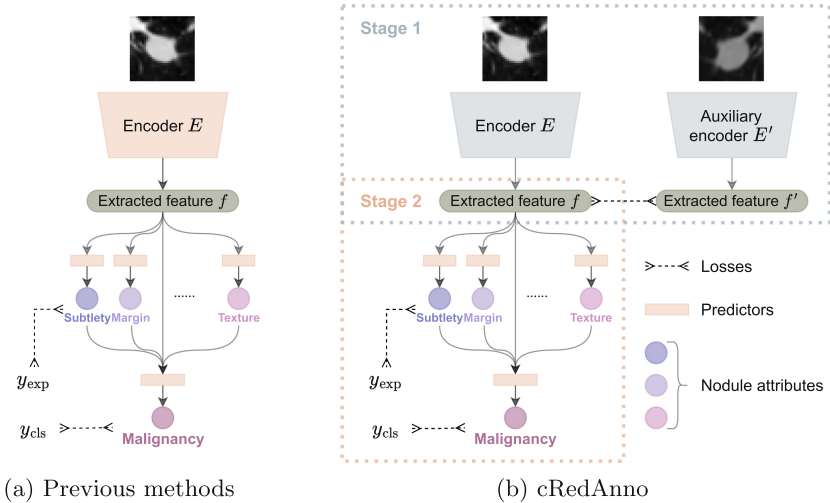 Encoder E
Extracted feature f
Subtlety
Margin
......
Texture
y_exp
y_cls
Malignancy
(a) Previous methods
Stage 1
Encoder E
Auxiliary
encoder E′
Stage 2
Extracted feature f
Extracted feature f′
Subtlety
Margin
......
Texture
y_exp
y_cls
Malignancy
Losses
Predictors
Nodule attributes
(b) cRedAnno